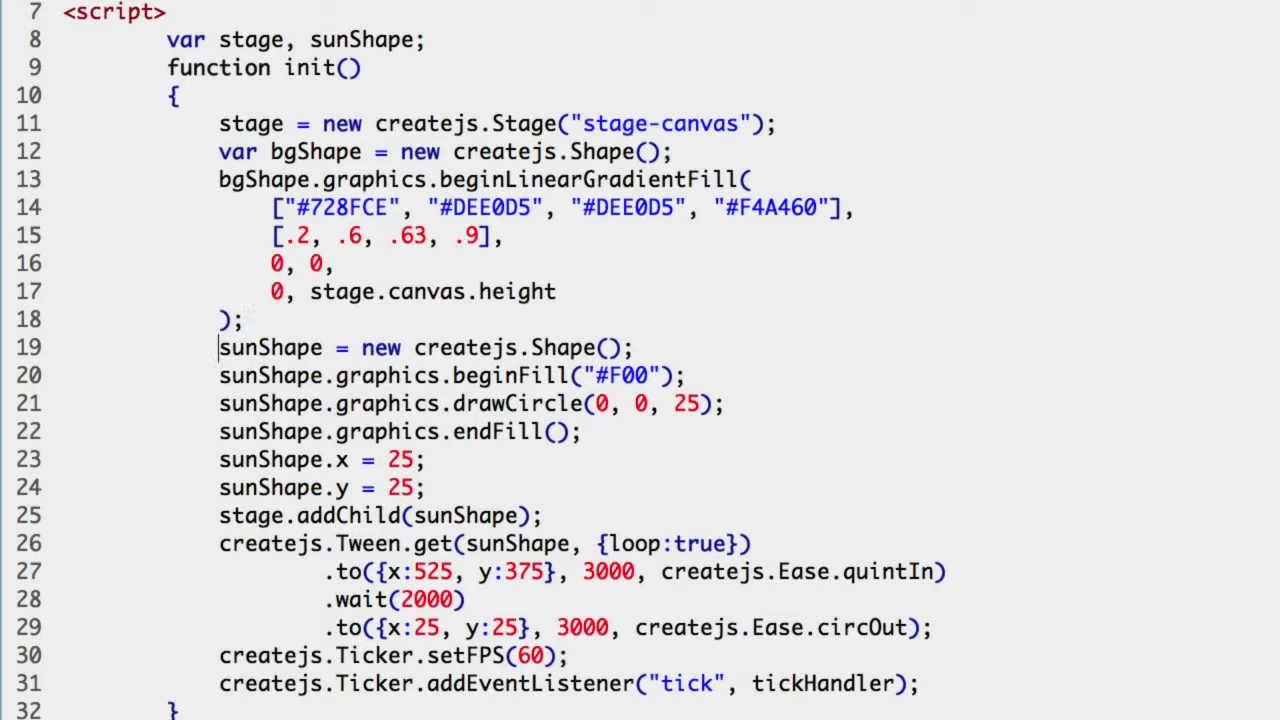 7 <script>
8 var stage, sunShape;
9 function init()
10 {
11 stage = new createjs.Stage("stage-canvas");
12 var bgShape = new createjs.Shape();
13 bgShape.graphics.beginLinearGradientFill(
14 ["#728FCE", "#DEE0D5", "#DEE0D5", "#F4A460"],
15 [.2, .6, .63, .9],
16 0, 0,
17 0, stage.canvas.height
18 );
19 sunShape = new createjs.Shape();
20 sunShape.graphics.beginFill("#F00");
21 sunShape.graphics.drawCircle(0, 0, 25);
22 sunShape.graphics.endFill();
23 sunShape.x = 25;
24 sunShape.y = 25;
25 stage.addChild(sunShape);
26 createjs.Tween.get(sunShape, {loop:true})
27 .to({x:525, y:375}, 3000, createjs.Ease.quintIn)
28 .wait(2000)
29 .to({x:25, y:25}, 3000, createjs.Ease.circOut);
30 createjs.Ticker.setFPS(60);
31 createjs.Ticker.addEventListener("tick", tickHandler);
32 }